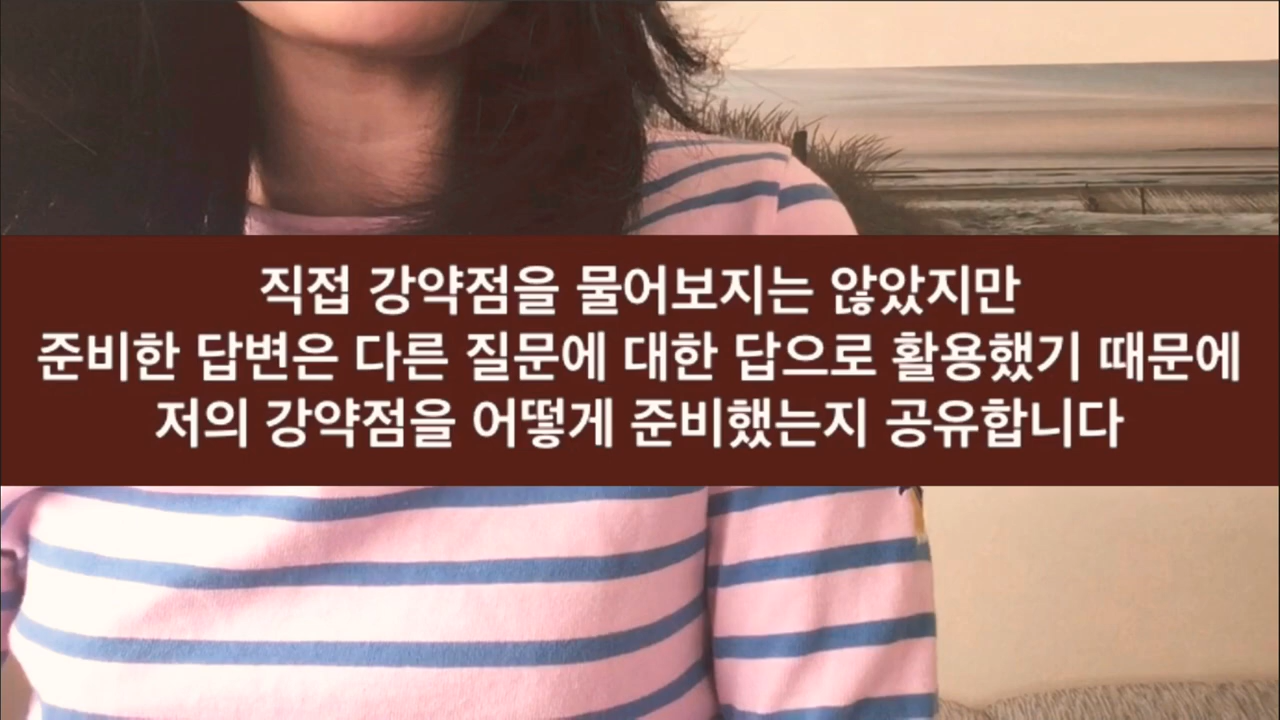 직접 강약점을 물어보지는 않았지만
준비한 답변은 다른 질문에 대한 답으로 활용했기 때문에
저의 강약점을 어떻게 준비했는지 공유합니다